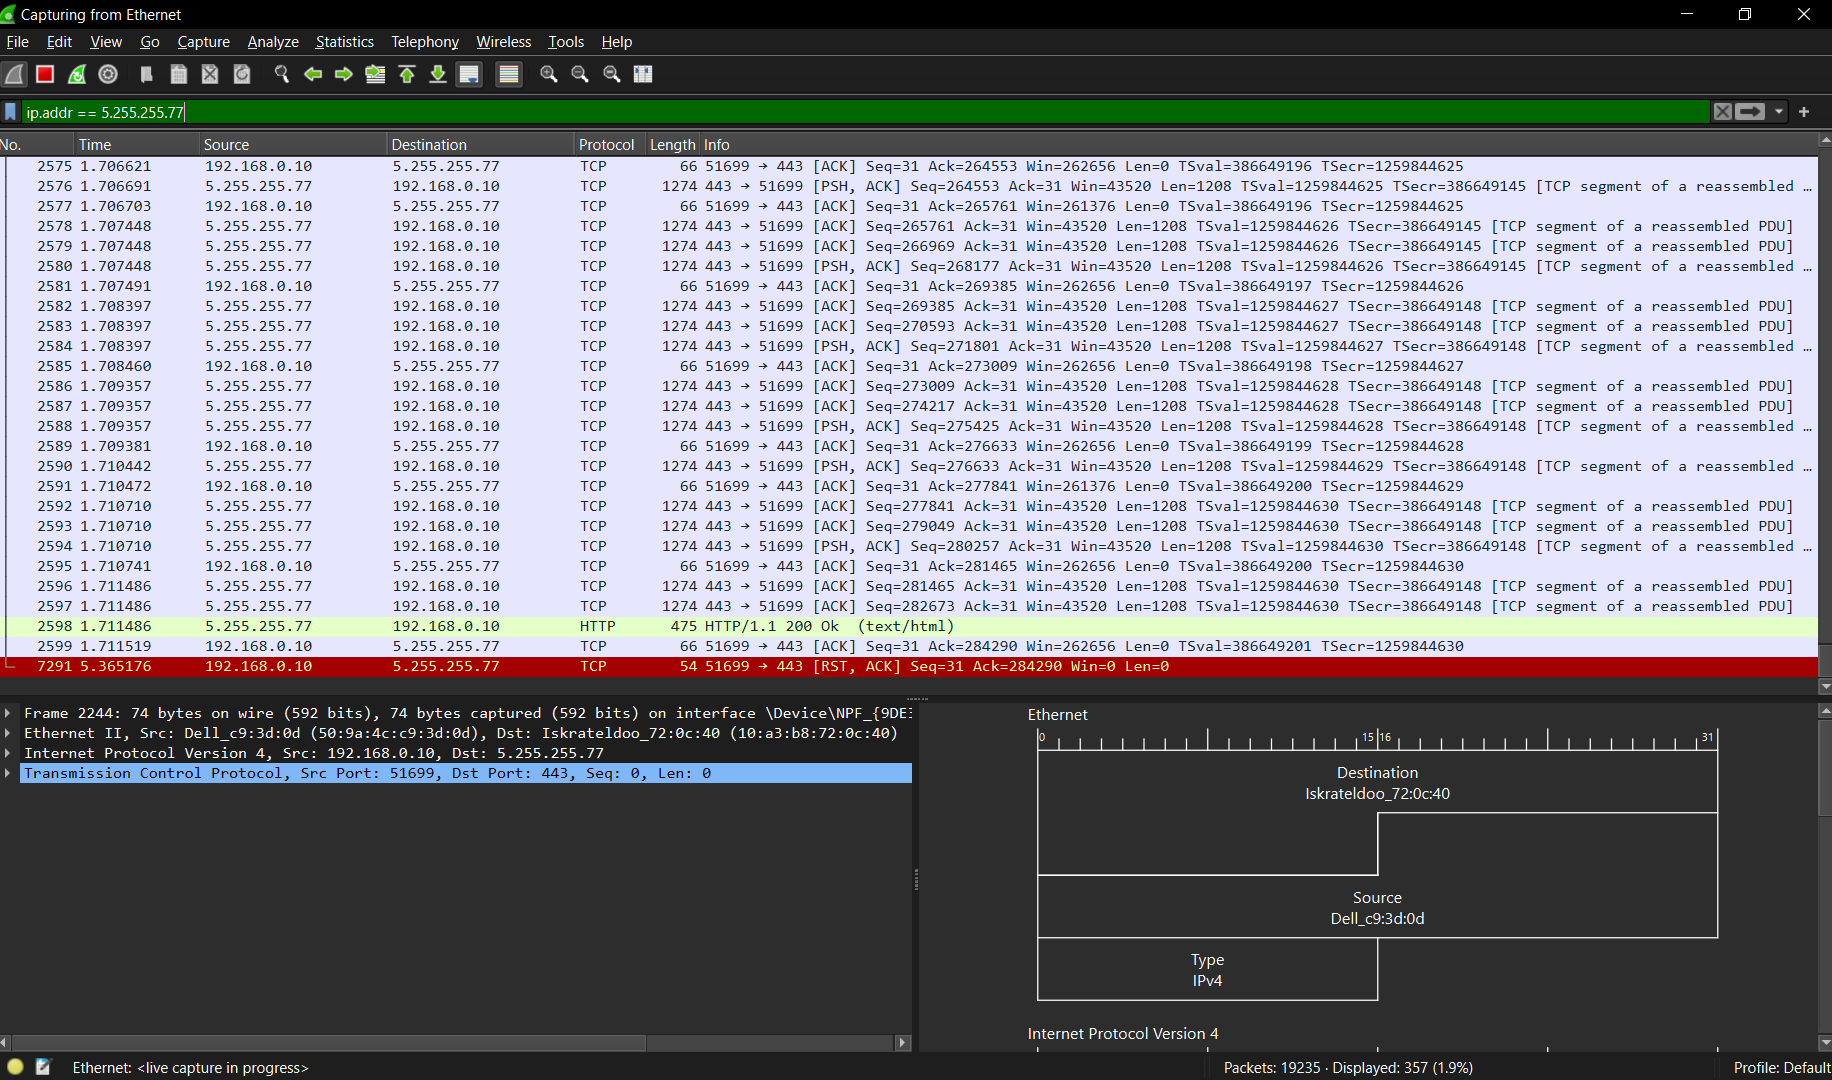 Capturing from Ethernet
File Edit View Go Capture Analyze Statistics Telephony Wireless Tools Help
ip.addr == 5.255.255.77
No. Time Source Destination Protocol Length Info
2575 1.706621 192.168.0.10 5.255.255.77 TCP 66 51699 → 443 [ACK] Seq=31 Ack=264553 Win=262656 Len=0 TSval=386649196 TSecr=1259844625
2576 1.706691 5.255.255.77 192.168.0.10 TCP 1274 443 → 51699 [PSH, ACK] Seq=264553 Ack=31 Win=43520 Len=1208 TSval=1259844625 TSecr=386649145 [TCP segment of a reassembled …
2577 1.706703 192.168.0.10 5.255.255.77 TCP 66 51699 → 443 [ACK] Seq=31 Ack=265761 Win=261376 Len=0 TSval=386649196 TSecr=1259844625
2578 1.707448 5.255.255.77 192.168.0.10 TCP 1274 443 → 51699 [ACK] Seq=265761 Ack=31 Win=43520 Len=1208 TSval=1259844626 TSecr=386649145 [TCP segment of a reassembled PDU]
2579 1.707448 5.255.255.77 192.168.0.10 TCP 1274 443 → 51699 [ACK] Seq=266969 Ack=31 Win=43520 Len=1208 TSval=1259844626 TSecr=386649145 [TCP segment of a reassembled PDU]
2580 1.707448 5.255.255.77 192.168.0.10 TCP 1274 443 → 51699 [PSH, ACK] Seq=268177 Ack=31 Win=43520 Len=1208 TSval=1259844626 TSecr=386649145 [TCP segment of a reassembled …
2581 1.707491 192.168.0.10 5.255.255.77 TCP 66 51699 → 443 [ACK] Seq=31 Ack=269385 Win=262656 Len=0 TSval=386649197 TSecr=1259844626
2582 1.708397 5.255.255.77 192.168.0.10 TCP 1274 443 → 51699 [ACK] Seq=269385 Ack=31 Win=43520 Len=1208 TSval=1259844627 TSecr=386649148 [TCP segment of a reassembled PDU]
2583 1.708397 5.255.255.77 192.168.0.10 TCP 1274 443 → 51699 [ACK] Seq=270593 Ack=31 Win=43520 Len=1208 TSval=1259844627 TSecr=386649148 [TCP segment of a reassembled PDU]
2584 1.708397 5.255.255.77 192.168.0.10 TCP 1274 443 → 51699 [PSH, ACK] Seq=271801 Ack=31 Win=43520 Len=1208 TSval=1259844627 TSecr=386649148 [TCP segment of a reassembled …
2585 1.708460 192.168.0.10 5.255.255.77 TCP 66 51699 → 443 [ACK] Seq=31 Ack=273009 Win=262656 Len=0 TSval=386649198 TSecr=1259844627
2586 1.709357 5.255.255.77 192.168.0.10 TCP 1274 443 → 51699 [ACK] Seq=273009 Ack=31 Win=43520 Len=1208 TSval=1259844628 TSecr=386649148 [TCP segment of a reassembled PDU]
2587 1.709357 5.255.255.77 192.168.0.10 TCP 1274 443 → 51699 [ACK] Seq=274217 Ack=31 Win=43520 Len=1208 TSval=1259844628 TSecr=386649148 [TCP segment of a reassembled PDU]
2588 1.709357 5.255.255.77 192.168.0.10 TCP 1274 443 → 51699 [PSH, ACK] Seq=275425 Ack=31 Win=43520 Len=1208 TSval=1259844628 TSecr=386649148 [TCP segment of a reassembled …
2589 1.709381 192.168.0.10 5.255.255.77 TCP 66 51699 → 443 [ACK] Seq=31 Ack=276633 Win=262656 Len=0 TSval=386649199 TSecr=1259844628
2590 1.710442 5.255.255.77 192.168.0.10 TCP 1274 443 → 51699 [PSH, ACK] Seq=276633 Ack=31 Win=43520 Len=1208 TSval=1259844629 TSecr=386649148 [TCP segment of a reassembled …
2591 1.710472 192.168.0.10 5.255.255.77 TCP 66 51699 → 443 [ACK] Seq=31 Ack=277841 Win=261376 Len=0 TSval=386649200 TSecr=1259844629
2592 1.710710 5.255.255.77 192.168.0.10 TCP 1274 443 → 51699 [ACK] Seq=277841 Ack=31 Win=43520 Len=1208 TSval=1259844630 TSecr=386649148 [TCP segment of a reassembled PDU]
2593 1.710710 5.255.255.77 192.168.0.10 TCP 1274 443 → 51699 [ACK] Seq=279049 Ack=31 Win=43520 Len=1208 TSval=1259844630 TSecr=386649148 [TCP segment of a reassembled PDU]
2594 1.710710 5.255.255.77 192.168.0.10 TCP 1274 443 → 51699 [PSH, ACK] Seq=280257 Ack=31 Win=43520 Len=1208 TSval=1259844630 TSecr=386649148 [TCP segment of a reassembled …
2595 1.710741 192.168.0.10 5.255.255.77 TCP 66 51699 → 443 [ACK] Seq=31 Ack=281465 Win=262656 Len=0 TSval=386649200 TSecr=1259844630
2596 1.711486 5.255.255.77 192.168.0.10 TCP 1274 443 → 51699 [ACK] Seq=281465 Ack=31 Win=43520 Len=1208 TSval=1259844630 TSecr=386649148 [TCP segment of a reassembled PDU]
2597 1.711486 5.255.255.77 192.168.0.10 TCP 1274 443 → 51699 [ACK] Seq=282673 Ack=31 Win=43520 Len=1208 TSval=1259844630 TSecr=386649148 [TCP segment of a reassembled PDU]
2598 1.711486 5.255.255.77 192.168.0.10 HTTP 475 HTTP/1.1 200 Ok (text/html)
2599 1.711519 192.168.0.10 5.255.255.77 TCP 66 51699 → 443 [ACK] Seq=31 Ack=284290 Win=262656 Len=0 TSval=386649201 TSecr=1259844630
7291 5.365176 192.168.0.10 5.255.255.77 TCP 54 51699 → 443 [RST, ACK] Seq=31 Ack=284290 Win=0 Len=0
Frame 2244: 74 bytes on wire (592 bits), 74 bytes captured (592 bits) on interface \Device\NPF_{9DE3
Ethernet II, Src: Dell_c9:3d:0d (50:9a:4c:c9:3d:0d), Dst: Iskrateldoo_72:0c:40 (10:a3:b8:72:0c:40)
Internet Protocol Version 4, Src: 192.168.0.10, Dst: 5.255.255.77
Transmission Control Protocol, Src Port: 51699, Dst Port: 443, Seq: 0, Len: 0
Ethernet
0 15 16 31
Destination
Iskrateldoo_72:0c:40
Source
Dell_c9:3d:0d
Type
IPv4
Internet Protocol Version 4
Ethernet: <live capture in progress> Packets: 19235 · Displayed: 357 (1.9%) Profile: Default